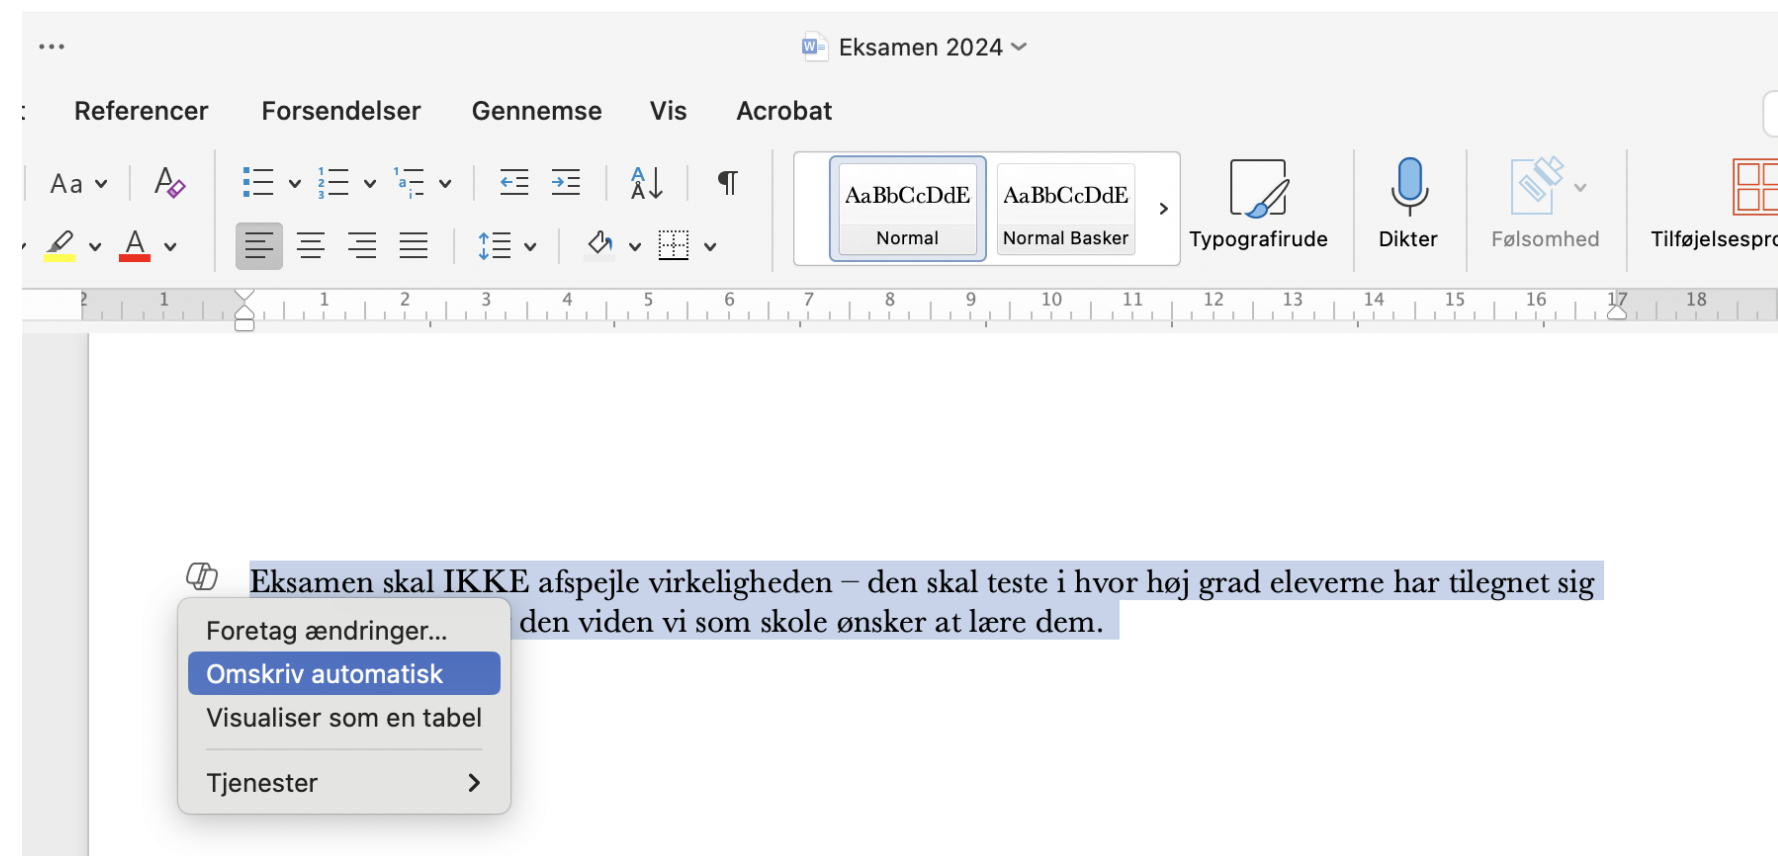 Eksamen 2024
Referencer Forsendelser Gennemse Vis Acrobat
Aa
AaBbCcDdE AaBbCcDdE
Normal Normal Basker
Typografirude Dikter Følsomhed Tilføjelsespro
2 1 1 2 3 4 5 6 7 8 9 10 11 12 13 14 15 16 17 18
Eksamen skal IKKE afspejle virkeligheden – den skal teste i hvor høj grad eleverne har tilegnet sig
den viden vi som skole ønsker at lære dem.
Foretag ændringer...
Omskriv automatisk
Visualiser som en tabel
Tjenester